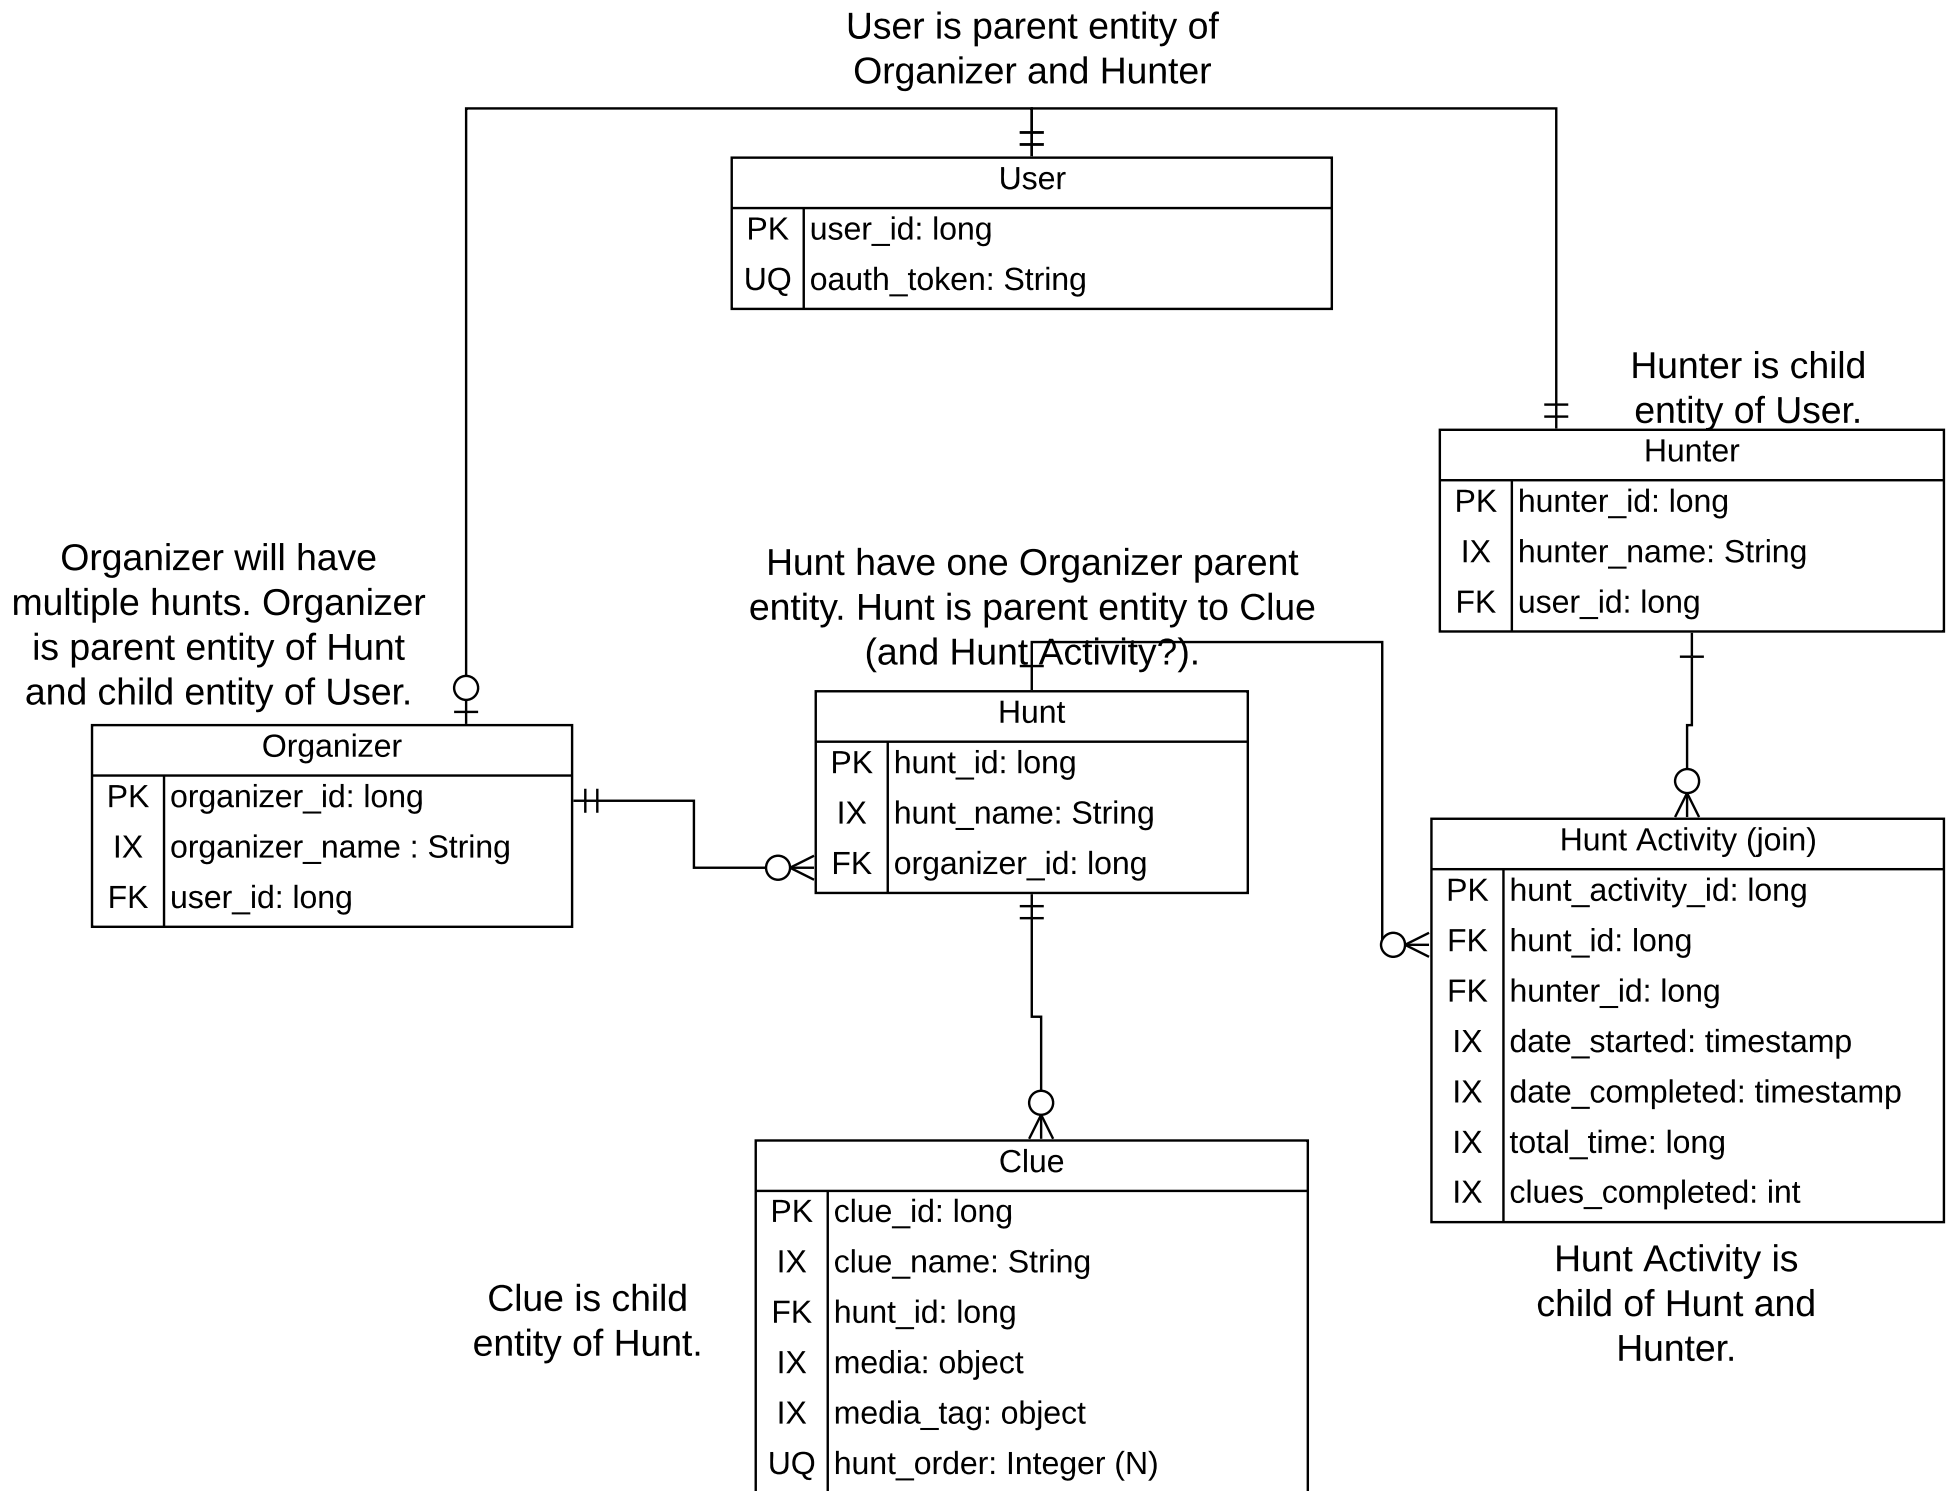 User is parent entity of
Organizer and Hunter
User
PK user_id: long
UQ oauth_token: String
Hunter is child
entity of User.
Hunter
PK hunter_id: long
IX hunter_name: String
FK user_id: long
Organizer will have
multiple hunts. Organizer
is parent entity of Hunt
and child entity of User.
Organizer
PK organizer_id: long
IX organizer_name : String
FK user_id: long
Hunt have one Organizer parent
entity. Hunt is parent entity to Clue
(and Hunt Activity?).
Hunt
PK hunt_id: long
IX hunt_name: String
FK organizer_id: long
Hunt Activity (join)
PK hunt_activity_id: long
FK hunt_id: long
FK hunter_id: long
IX date_started: timestamp
IX date_completed: timestamp
IX total_time: long
IX clues_completed: int
Hunt Activity is
child of Hunt and
Hunter.
Clue is child
entity of Hunt.
Clue
PK clue_id: long
IX clue_name: String
FK hunt_id: long
IX media: object
IX media_tag: object
UQ hunt_order: Integer (N)